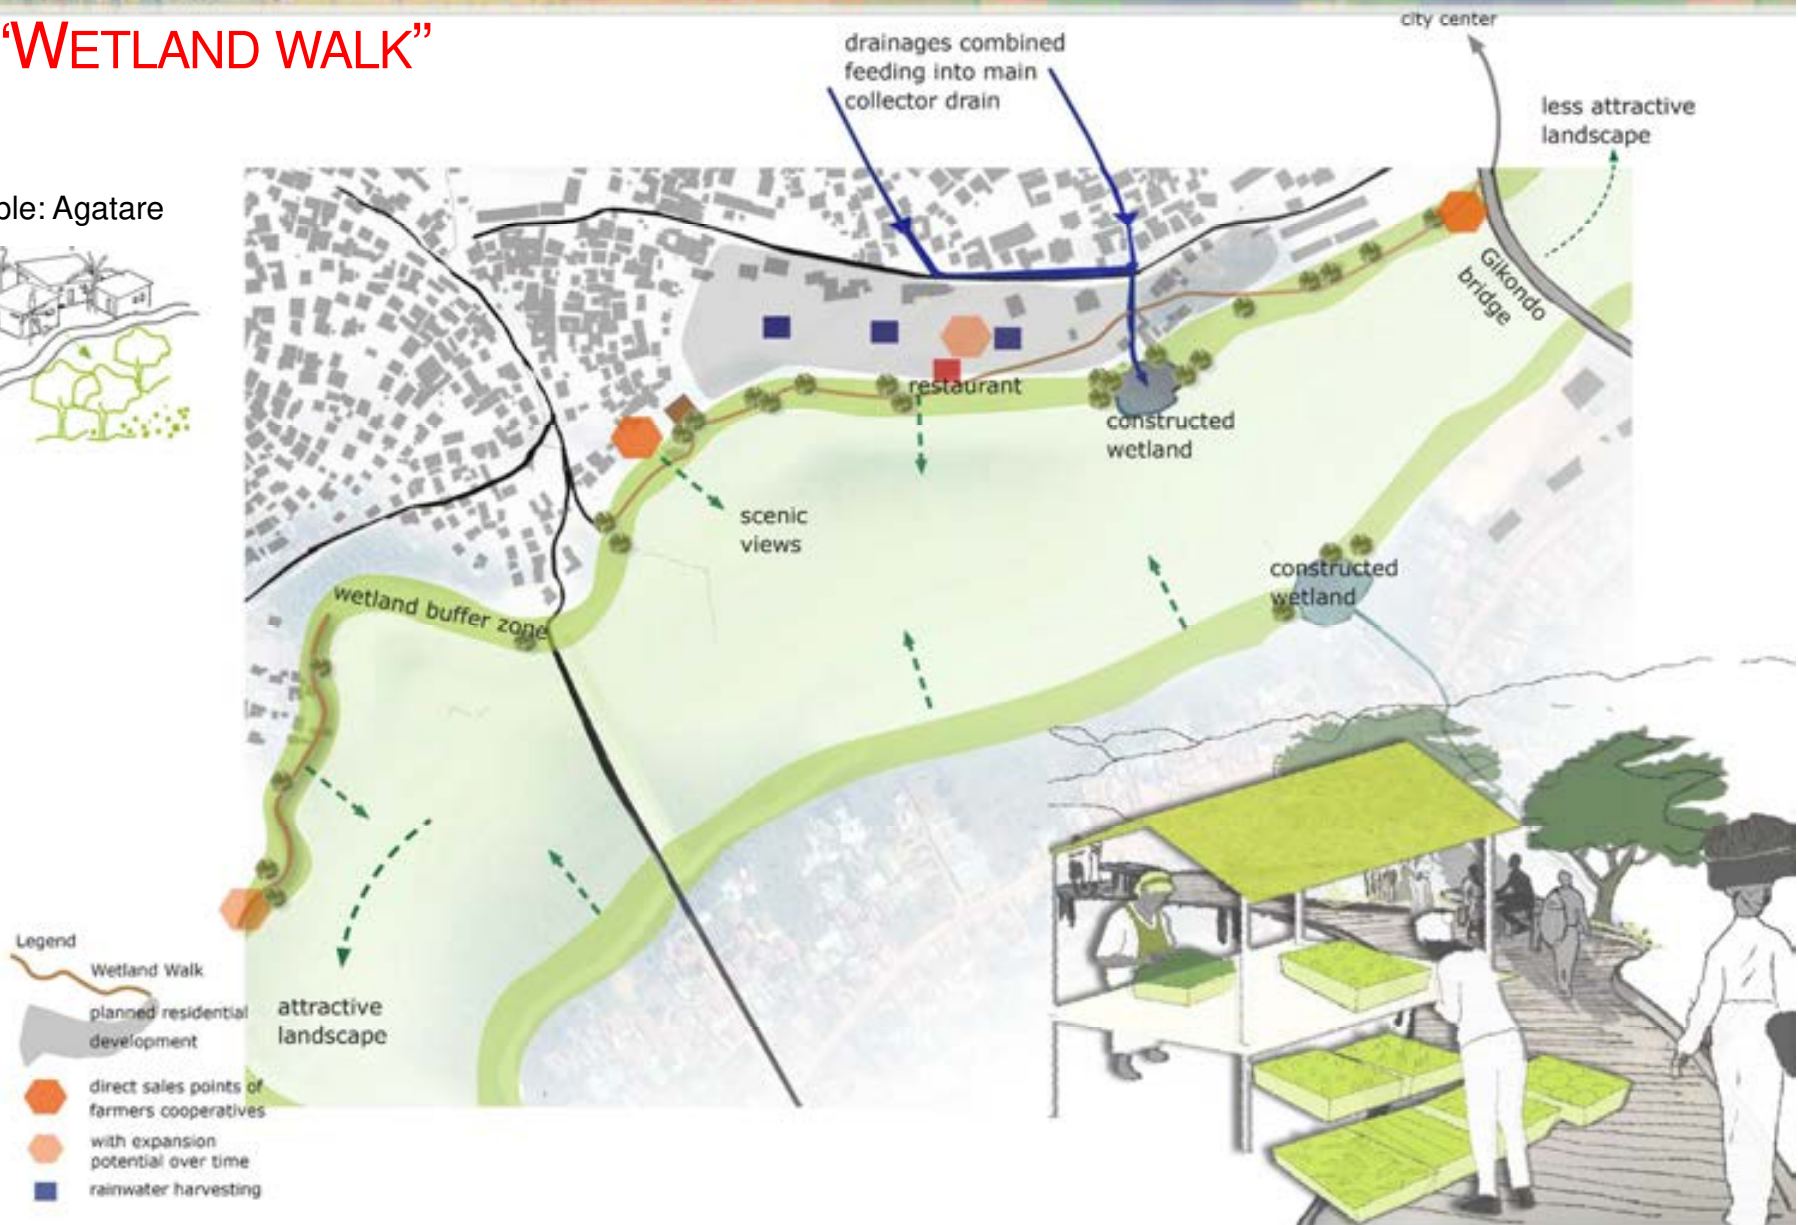 “WETLAND WALK”
city center
drainages combined
feeding into main
collector drain
less attractive
landscape
ble: Agatare
Gikondo
bridge
restaurant
constructed
wetland
scenic
views
constructed
wetland
wetland buffer zone
attractive
landscape
Legend
Wetland Walk
planned residential
development
direct sales points of
farmers cooperatives
with expansion
potential over time
rainwater harvesting